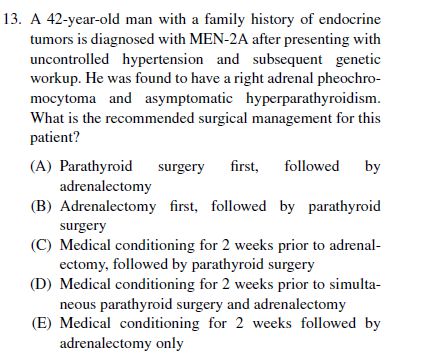 13. A 42-year-old man with a family history of endocrine
tumors is diagnosed with MEN-2A after presenting with
uncontrolled hypertension and subsequent genetic
workup. He was found to have a right adrenal pheochro-
mocytoma and asymptomatic hyperparathyroidism.
What is the recommended surgical management for this
patient?
(A) Parathyroid surgery first, followed by
adrenalectomy
(B) Adrenalectomy first, followed by parathyroid
surgery
(C) Medical conditioning for 2 weeks prior to adrenal-
ectomy, followed by parathyroid surgery
(D) Medical conditioning for 2 weeks prior to simulta-
neous parathyroid surgery and adrenalectomy
(E) Medical conditioning for 2 weeks followed by
adrenalectomy only